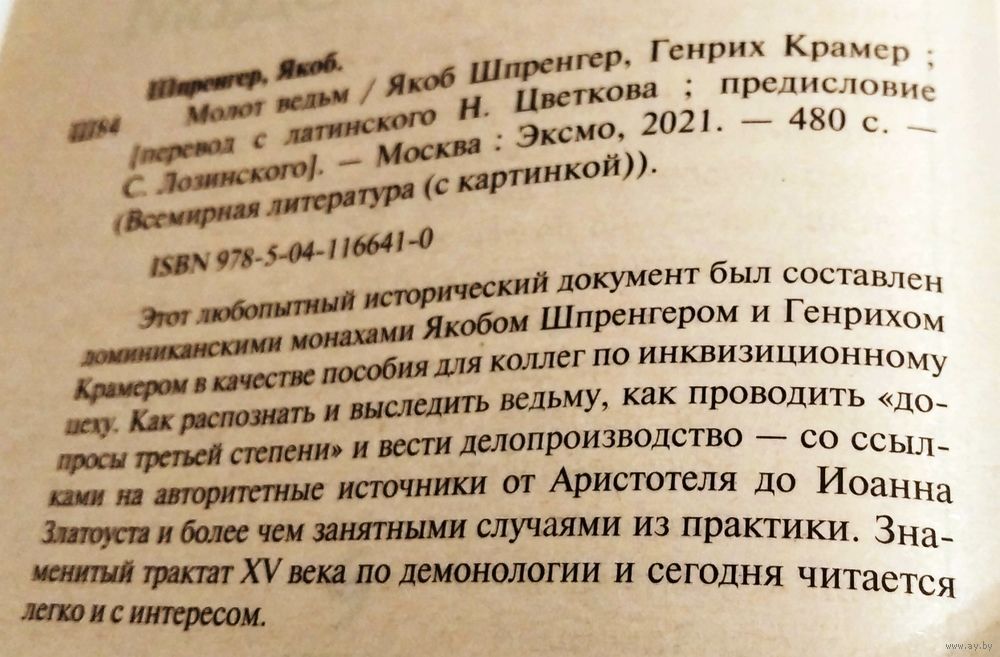 Шпренгер, Якоб.
Ш84 Молот ведьм / Якоб Шпренгер, Генрих Крамер ;
[перевод с латинского Н. Цветкова ; предисловие
С. Лозинского]. — Москва : Эксмо, 2021. — 480 с. —
(Всемирная литература (с картинкой)).
ISBN 978-5-04-116641-0
Этот любопытный исторический документ был составлен
доминиканскими монахами Якобом Шпренгером и Генрихом
Крамером в качестве пособия для коллег по инквизиционному
цеху. Как распознать и выследить ведьму, как проводить «до-
просы третьей степени» и вести делопроизводство — со ссыл-
ками на авторитетные источники от Аристотеля до Иоанна
Златоуста и более чем занятными случаями из практики. Зна-
менитый трактат XV века по демонологии и сегодня читается
легко и с интересом.
www.ay.by